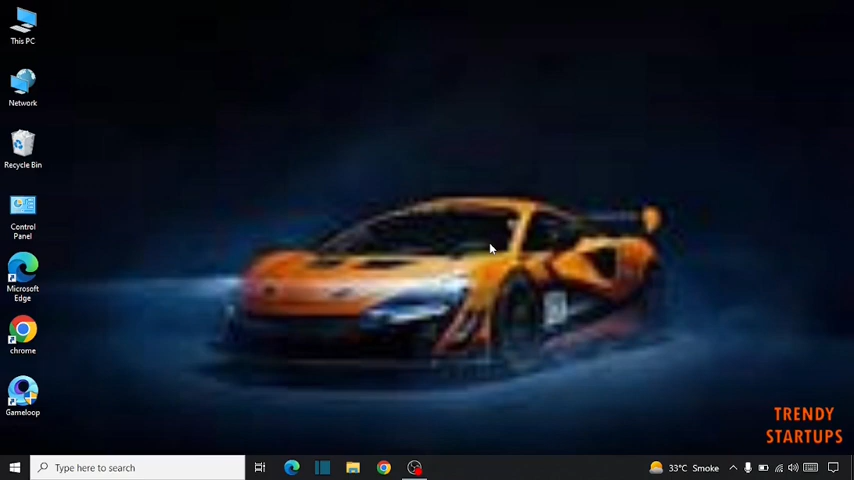 This PC
Network
Recycle Bin
Control
Panel
Microsoft
Edge
chrome
Gameloop
TRENDY
STARTUPS
Type here to search
33°C Smoke